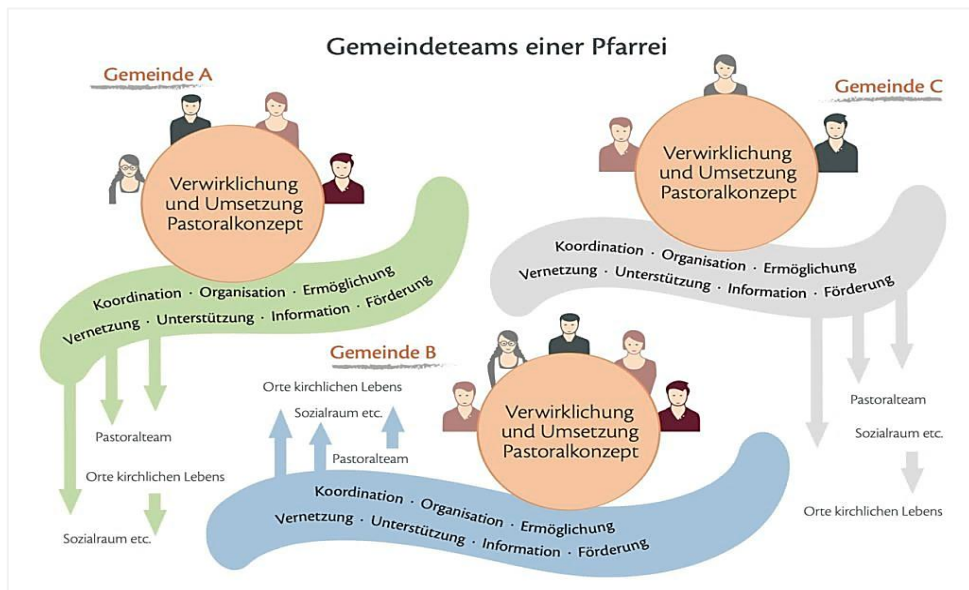 Gemeindeteams einer Pfarrei
Gemeinde A
Verwirklichung
und Umsetzung
Pastoralkonzept
Koordination · Organisation · Ermöglichung
Vernetzung · Unterstützung · Information · Förderung
Pastoralteam
Orte kirchlichen Lebens
Sozialraum etc.
Gemeinde B
Orte kirchlichen Lebens
Sozialraum etc.
Pastoralteam
Verwirklichung
und Umsetzung
Pastoralkonzept
Koordination · Organisation · Ermöglichung
Vernetzung · Unterstützung · Information · Förderung
Gemeinde C
Verwirklichung
und Umsetzung
Pastoralkonzept
Koordination · Organisation · Ermöglichung
Vernetzung · Unterstützung · Information · Förderung
Pastoralteam
Sozialraum etc.
Orte kirchlichen Lebens